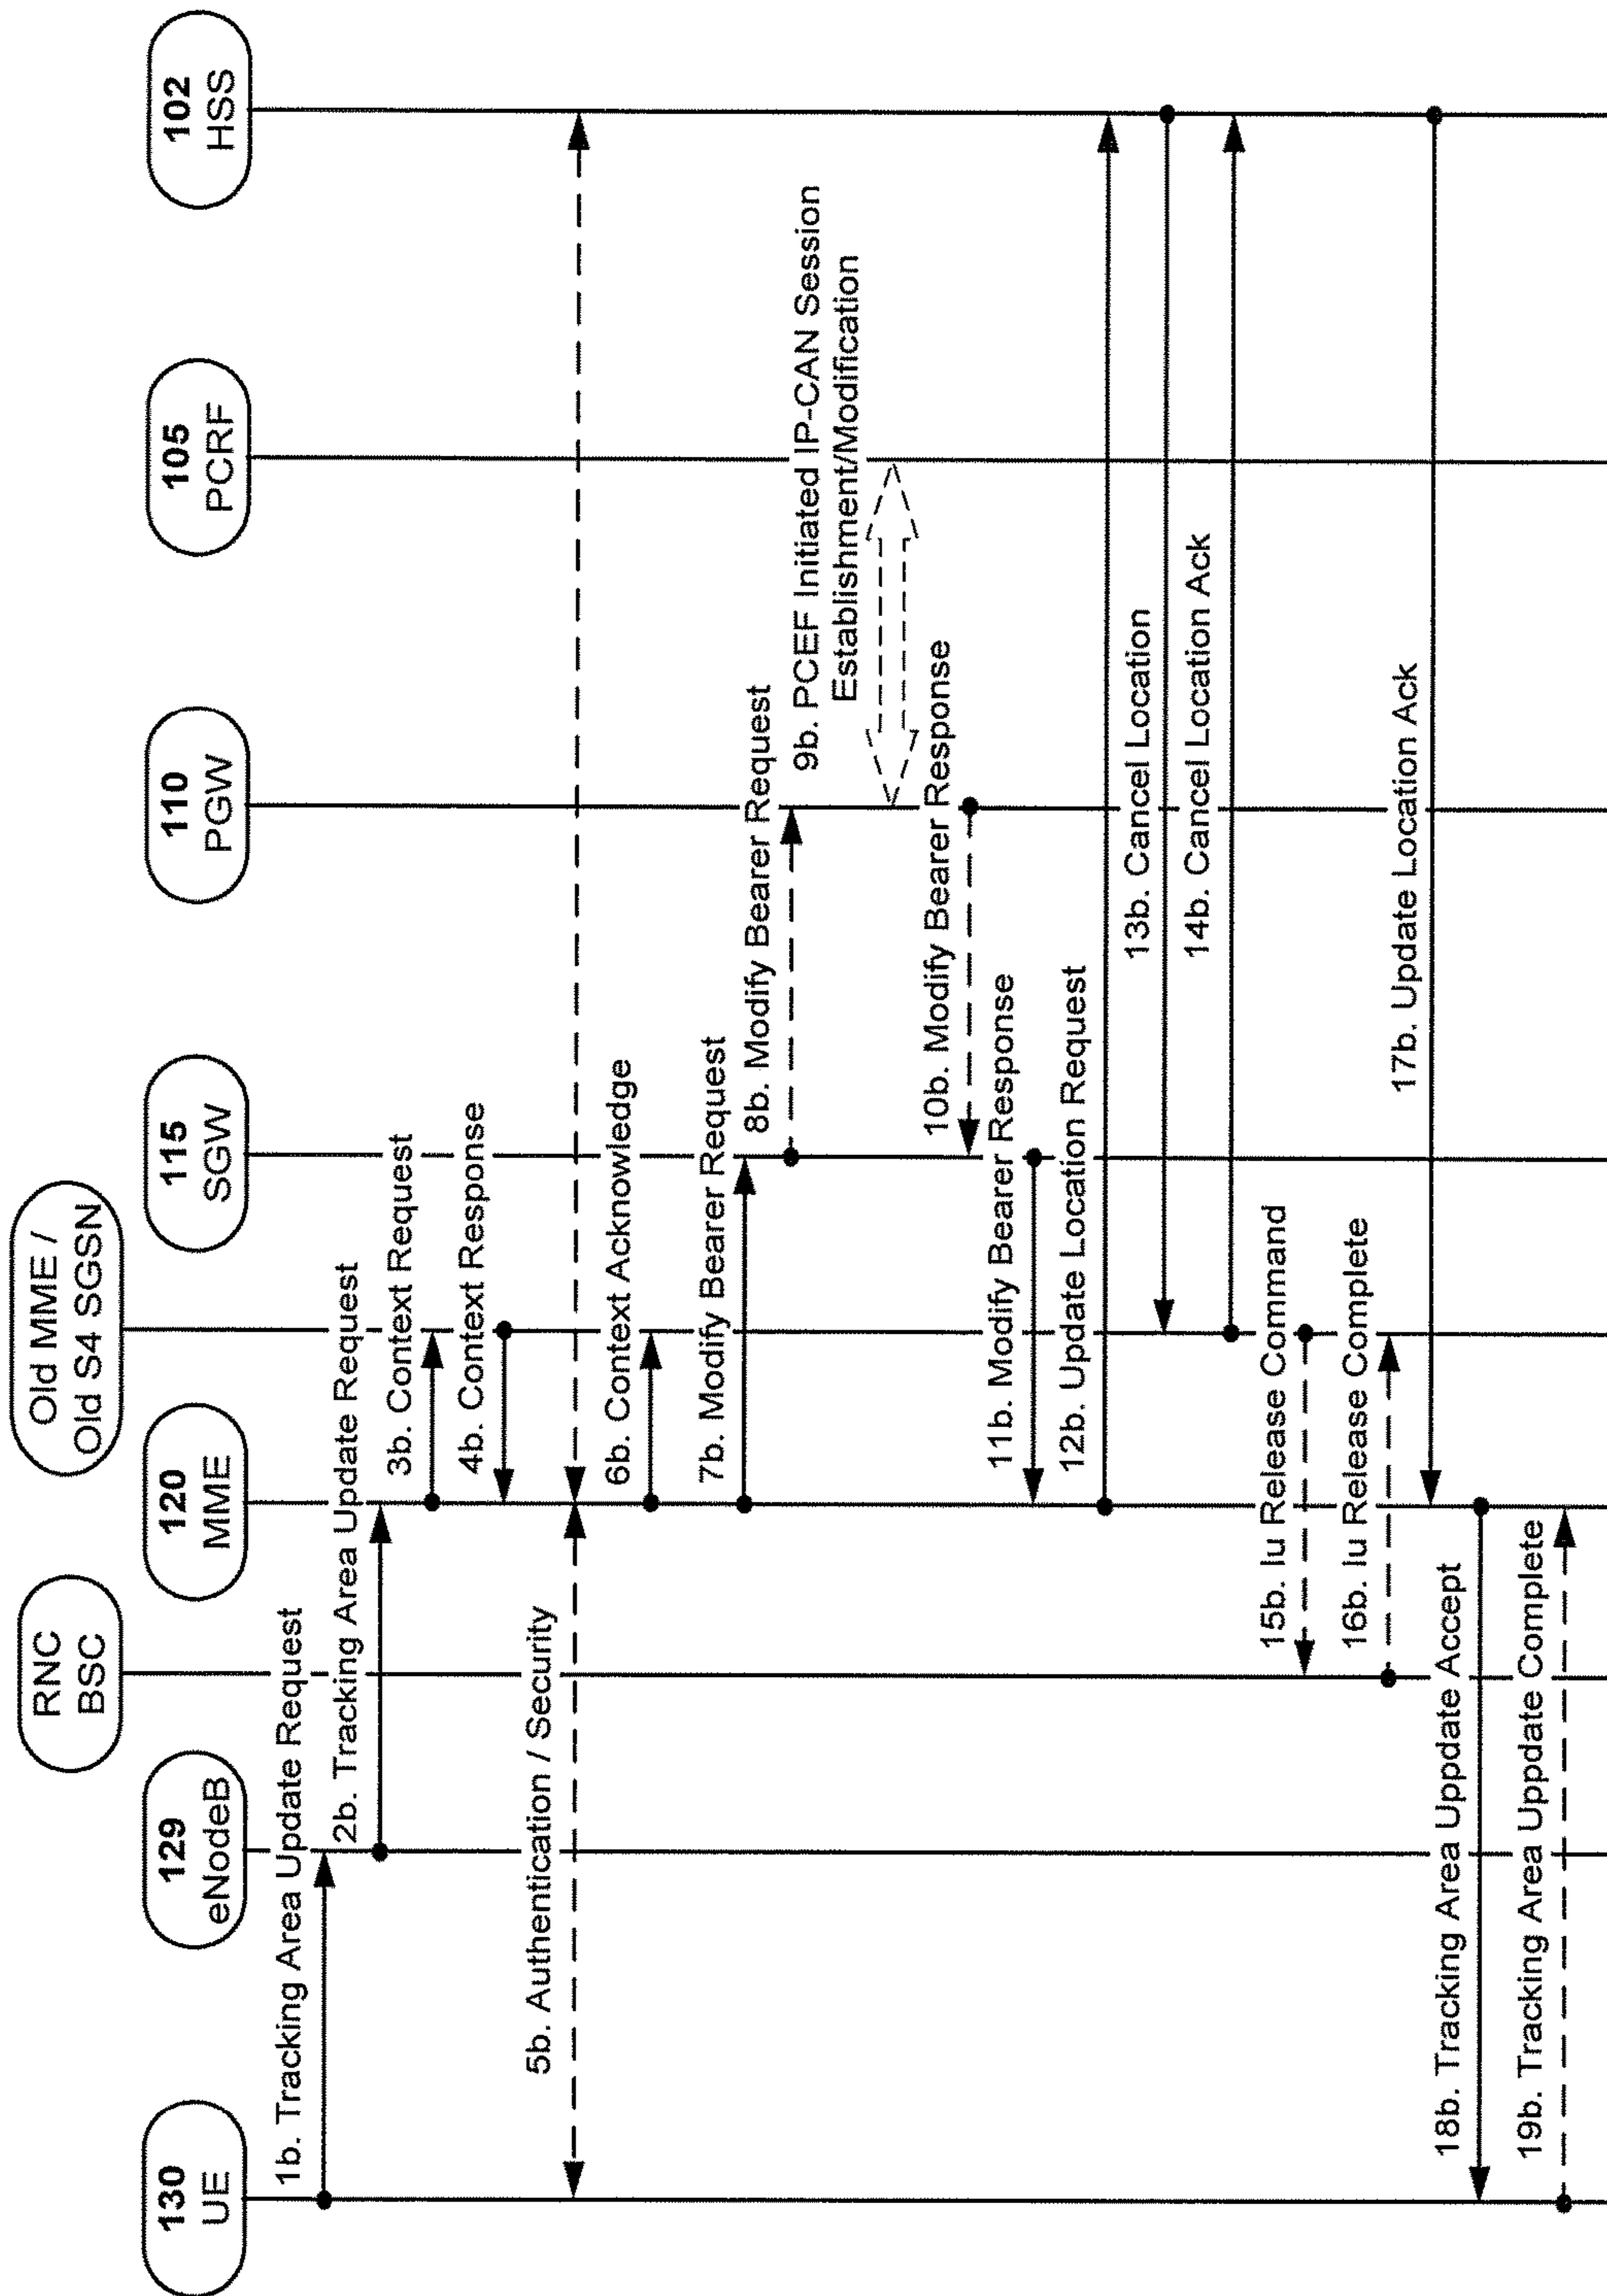 130
UE
129
eNodeB
RNC
BSC
120
MME
Old MME /
Old S4 SGSN
115
SGW
110
PGW
105
PCRF
102
HSS
1b. Tracking Area Update Request
2b. Tracking Area Update Request
3b. Context Request
4b. Context Response
5b. Authentication / Security
6b. Context Acknowledge
7b. Modify Bearer Request
8b. Modify Bearer Request
9b. PCEF Initiated IP-CAN Session
Establishment/Modification
10b. Modify Bearer Response
11b. Modify Bearer Response
12b. Update Location Request
13b. Cancel Location
14b. Cancel Location Ack
15b. Iu Release Command
16b. Iu Release Complete
17b. Update Location Ack
18b. Tracking Area Uppdate Accept
19b. Tracking Area Uppdate Complete